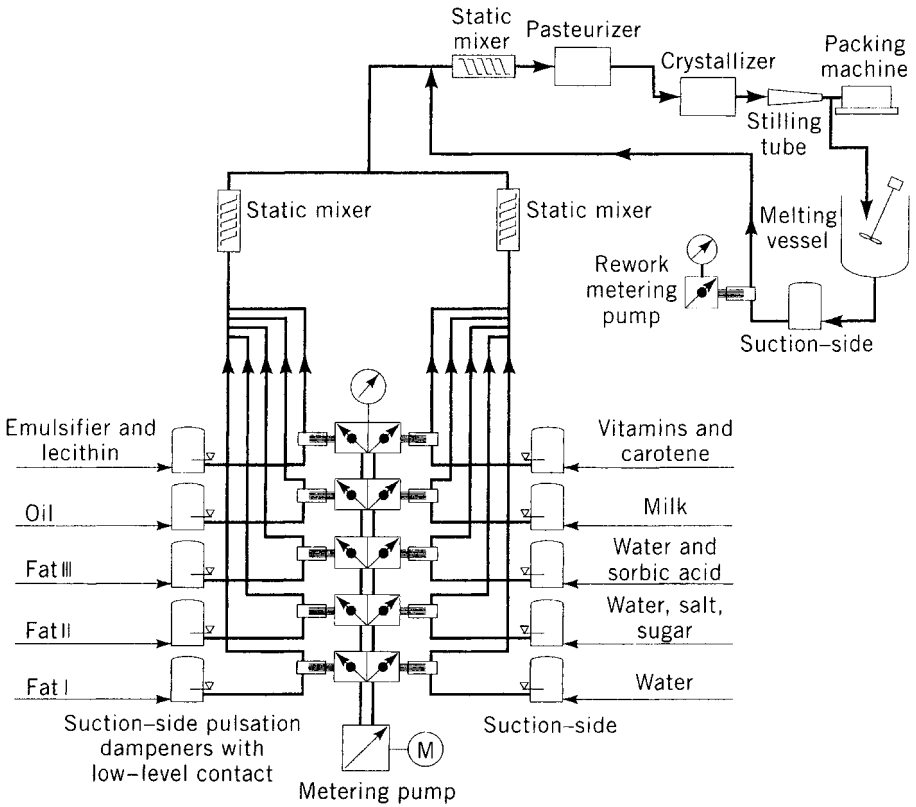 Static
mixer
Pasteurizer
Crystallizer
Packing
machine
Stilling
tube
Static mixer
Static mixer
Melting
vessel
Rework
metering
pump
Suction–side
Emulsifier and
lecithin
Vitamins and
carotene
Oil
Milk
Fat III
Water and
sorbic acid
Fat II
Water, salt,
sugar
Fat I
Water
Suction–side pulsation
dampeners with
low–level contact
Suction–side
M
Metering pump